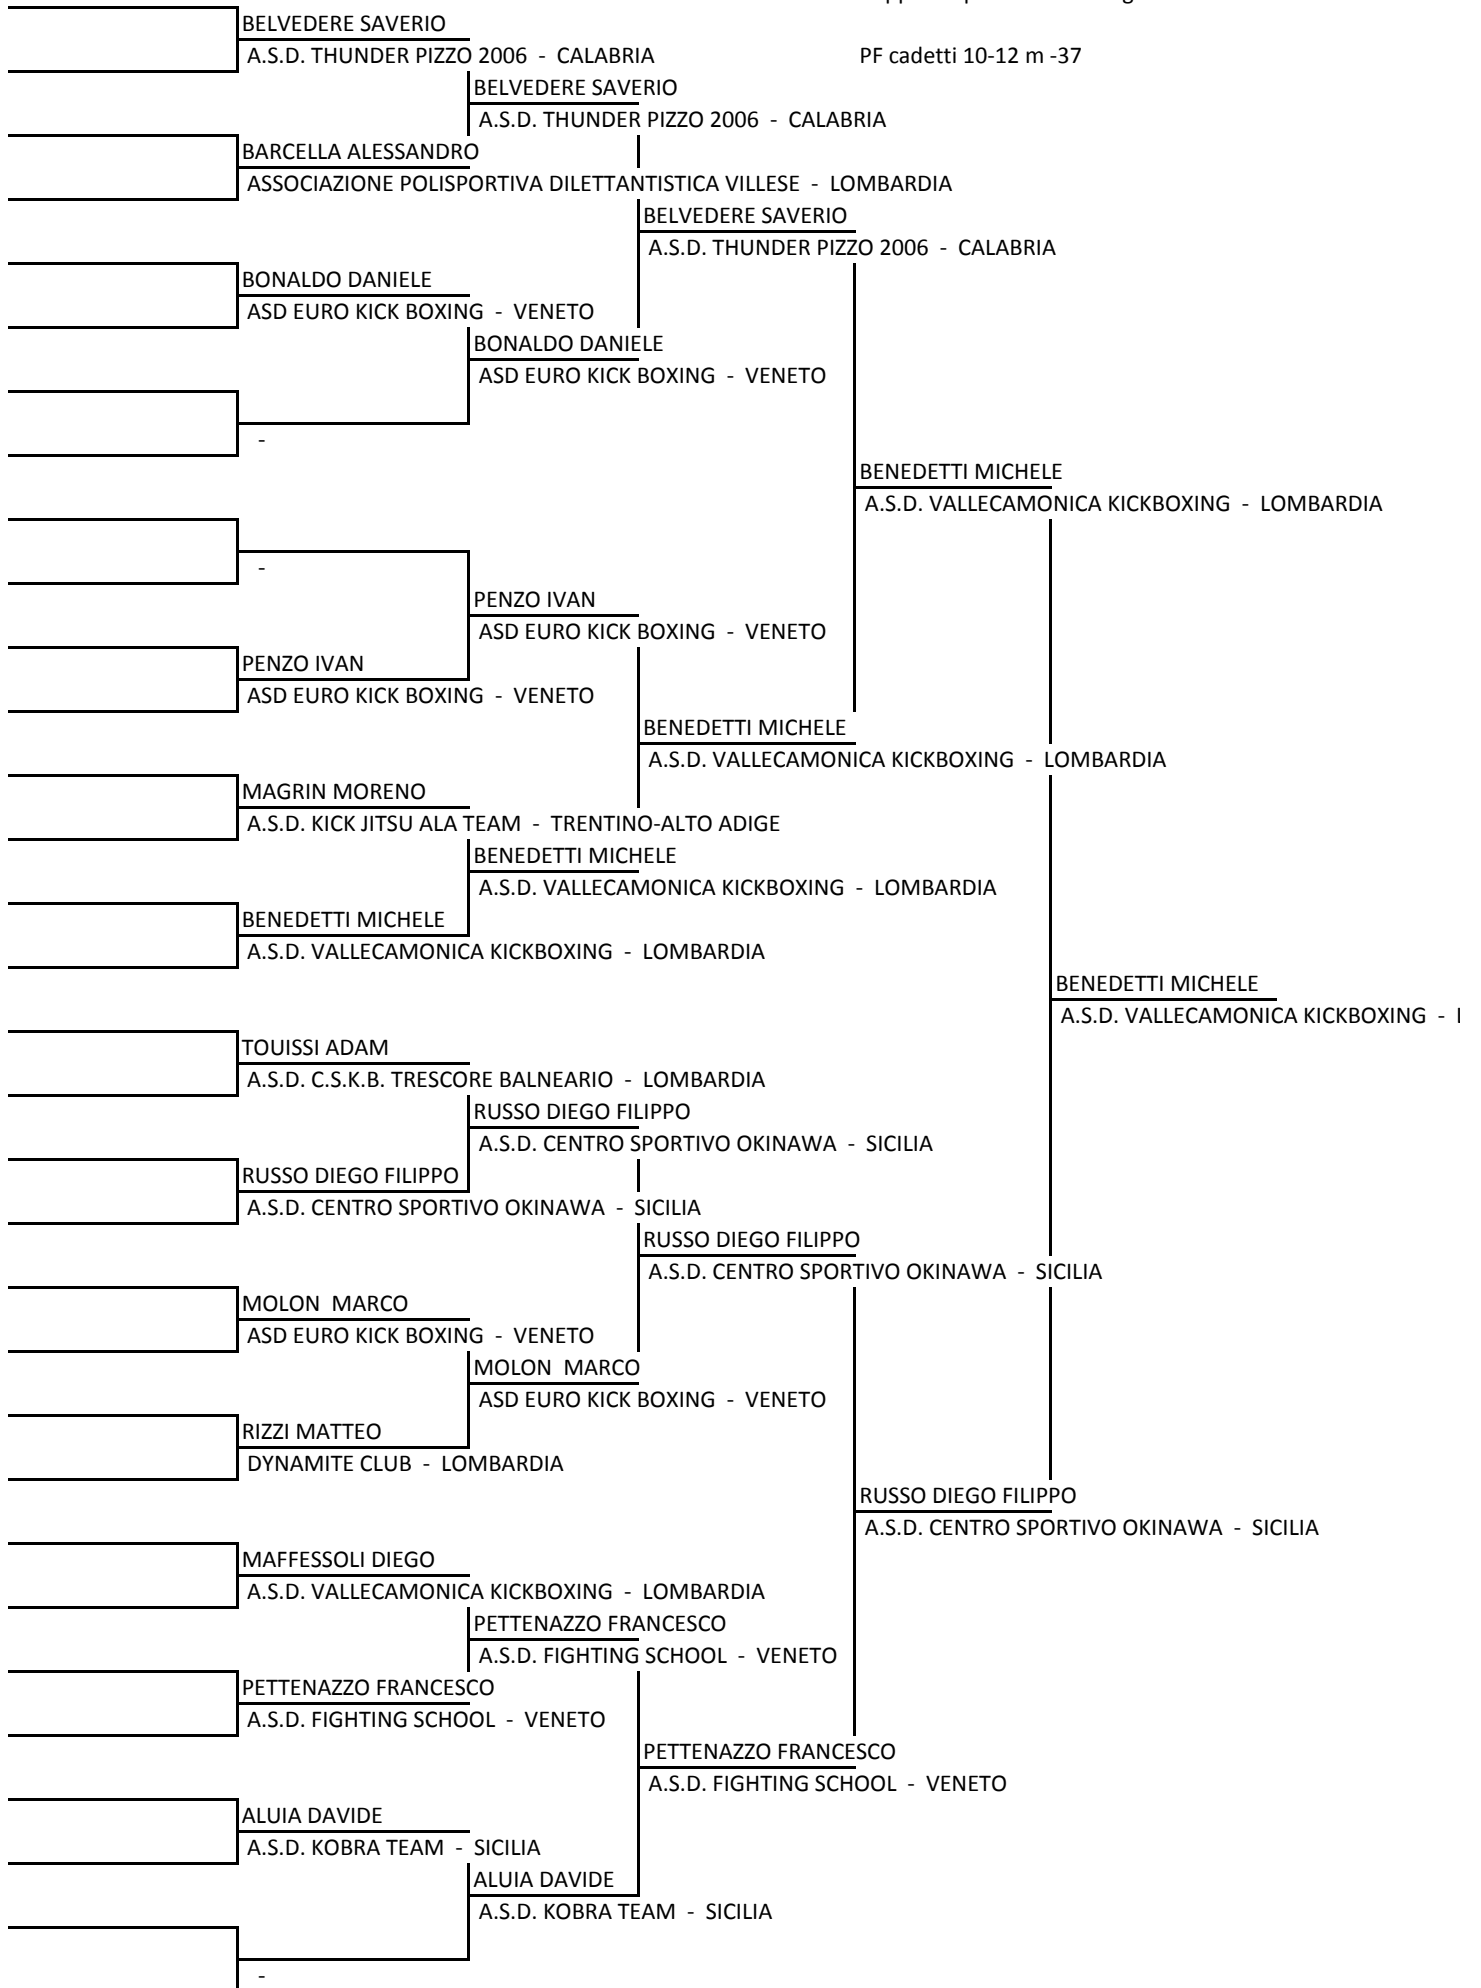 BELVEDERE SAVERIO
A.S.D. THUNDER PIZZO 2006 - CALABRIA
PF cadetti 10-12 m -37
BELVEDERE SAVERIO
A.S.D. THUNDER PIZZO 2006 - CALABRIA
BARCELLA ALESSANDRO
ASSOCIAZIONE POLISPORTIVA DILETTANTISTICA VILLESE - LOMBARDIA
BELVEDERE SAVERIO
A.S.D. THUNDER PIZZO 2006 - CALABRIA
BONALDO DANIELE
ASD EURO KICK BOXING - VENETO
BONALDO DANIELE
ASD EURO KICK BOXING - VENETO
-
BENEDETTI MICHELE
A.S.D. VALLECAMONICA KICKBOXING - LOMBARDIA
-
PENZO IVAN
ASD EURO KICK BOXING - VENETO
PENZO IVAN
ASD EURO KICK BOXING - VENETO
BENEDETTI MICHELE
A.S.D. VALLECAMONICA KICKBOXING - LOMBARDIA
MAGRIN MORENO
A.S.D. KICK JITSU ALA TEAM - TRENTINO-ALTO ADIGE
BENEDETTI MICHELE
A.S.D. VALLECAMONICA KICKBOXING - LOMBARDIA
BENEDETTI MICHELE
A.S.D. VALLECAMONICA KICKBOXING - LOMBARDIA
BENEDETTI MICHELE
A.S.D. VALLECAMONICA KICKBOXING -
TOUISSI ADAM
A.S.D. C.S.K.B. TRESCORE BALNEARIO - LOMBARDIA
RUSSO DIEGO FILIPPO
A.S.D. CENTRO SPORTIVO OKINAWA - SICILIA
RUSSO DIEGO FILIPPO
A.S.D. CENTRO SPORTIVO OKINAWA - SICILIA
RUSSO DIEGO FILIPPO
A.S.D. CENTRO SPORTIVO OKINAWA - SICILIA
MOLON MARCO
ASD EURO KICK BOXING - VENETO
MOLON MARCO
ASD EURO KICK BOXING - VENETO
RIZZI MATTEO
DYNAMITE CLUB - LOMBARDIA
RUSSO DIEGO FILIPPO
A.S.D. CENTRO SPORTIVO OKINAWA - SICILIA
MAFFESSOLI DIEGO
A.S.D. VALLECAMONICA KICKBOXING - LOMBARDIA
PETTENAZZO FRANCESCO
A.S.D. FIGHTING SCHOOL - VENETO
PETTENAZZO FRANCESCO
A.S.D. FIGHTING SCHOOL - VENETO
PETTENAZZO FRANCESCO
A.S.D. FIGHTING SCHOOL - VENETO
ALUIA DAVIDE
A.S.D. KOBRA TEAM - SICILIA
ALUIA DAVIDE
A.S.D. KOBRA TEAM - SICILIA
-